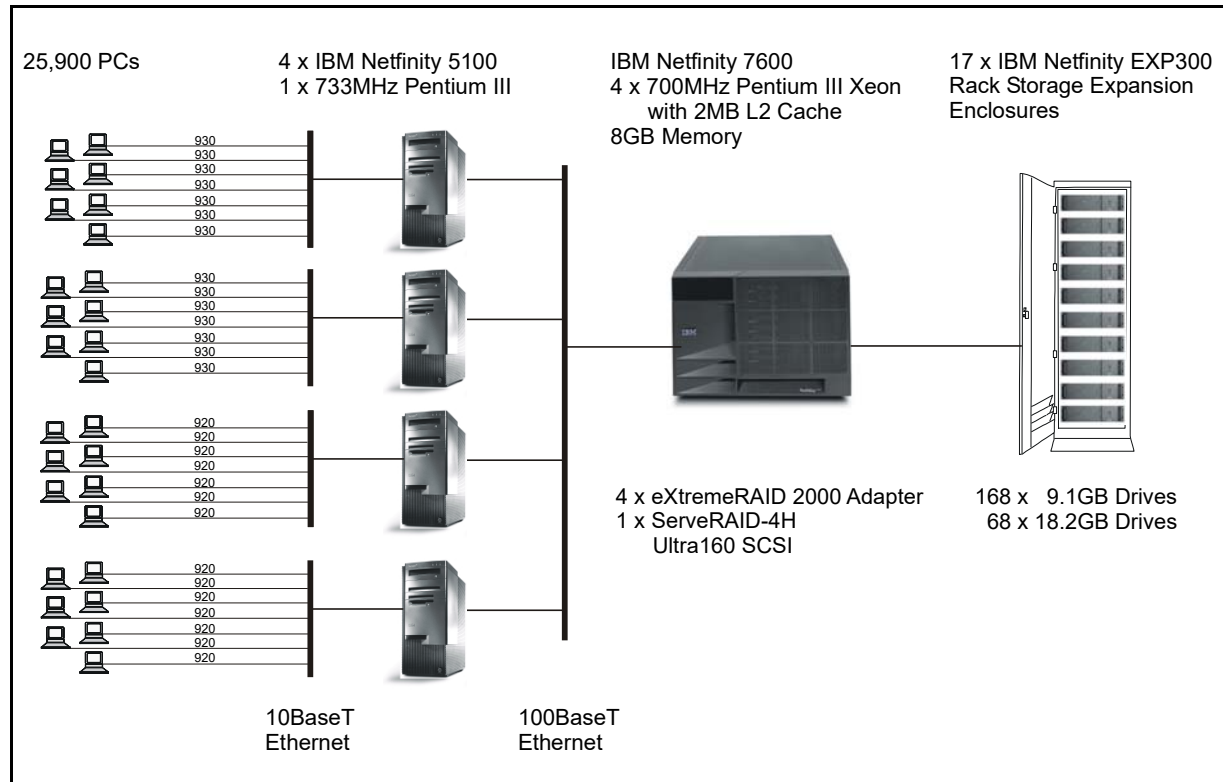 25,900 PCs
4 x IBM Netfinity 5100
1 x 733MHz Pentium III
IBM Netfinity 7600
4 x 700MHz Pentium III Xeon
with 2MB L2 Cache
8GB Memory
17 x IBM Netfinity EXP300
Rack Storage Expansion
Enclosures
930
930
930
930
930
930
930
930
930
930
930
930
930
930
920
920
920
920
920
920
920
920
920
920
920
920
920
920
IBM
4 x eXtremeRAID 2000 Adapter
1 x ServeRAID-4H
Ultra160 SCSI
168 x 9.1GB Drives
68 x 18.2GB Drives
10BaseT
Ethernet
100BaseT
Ethernet